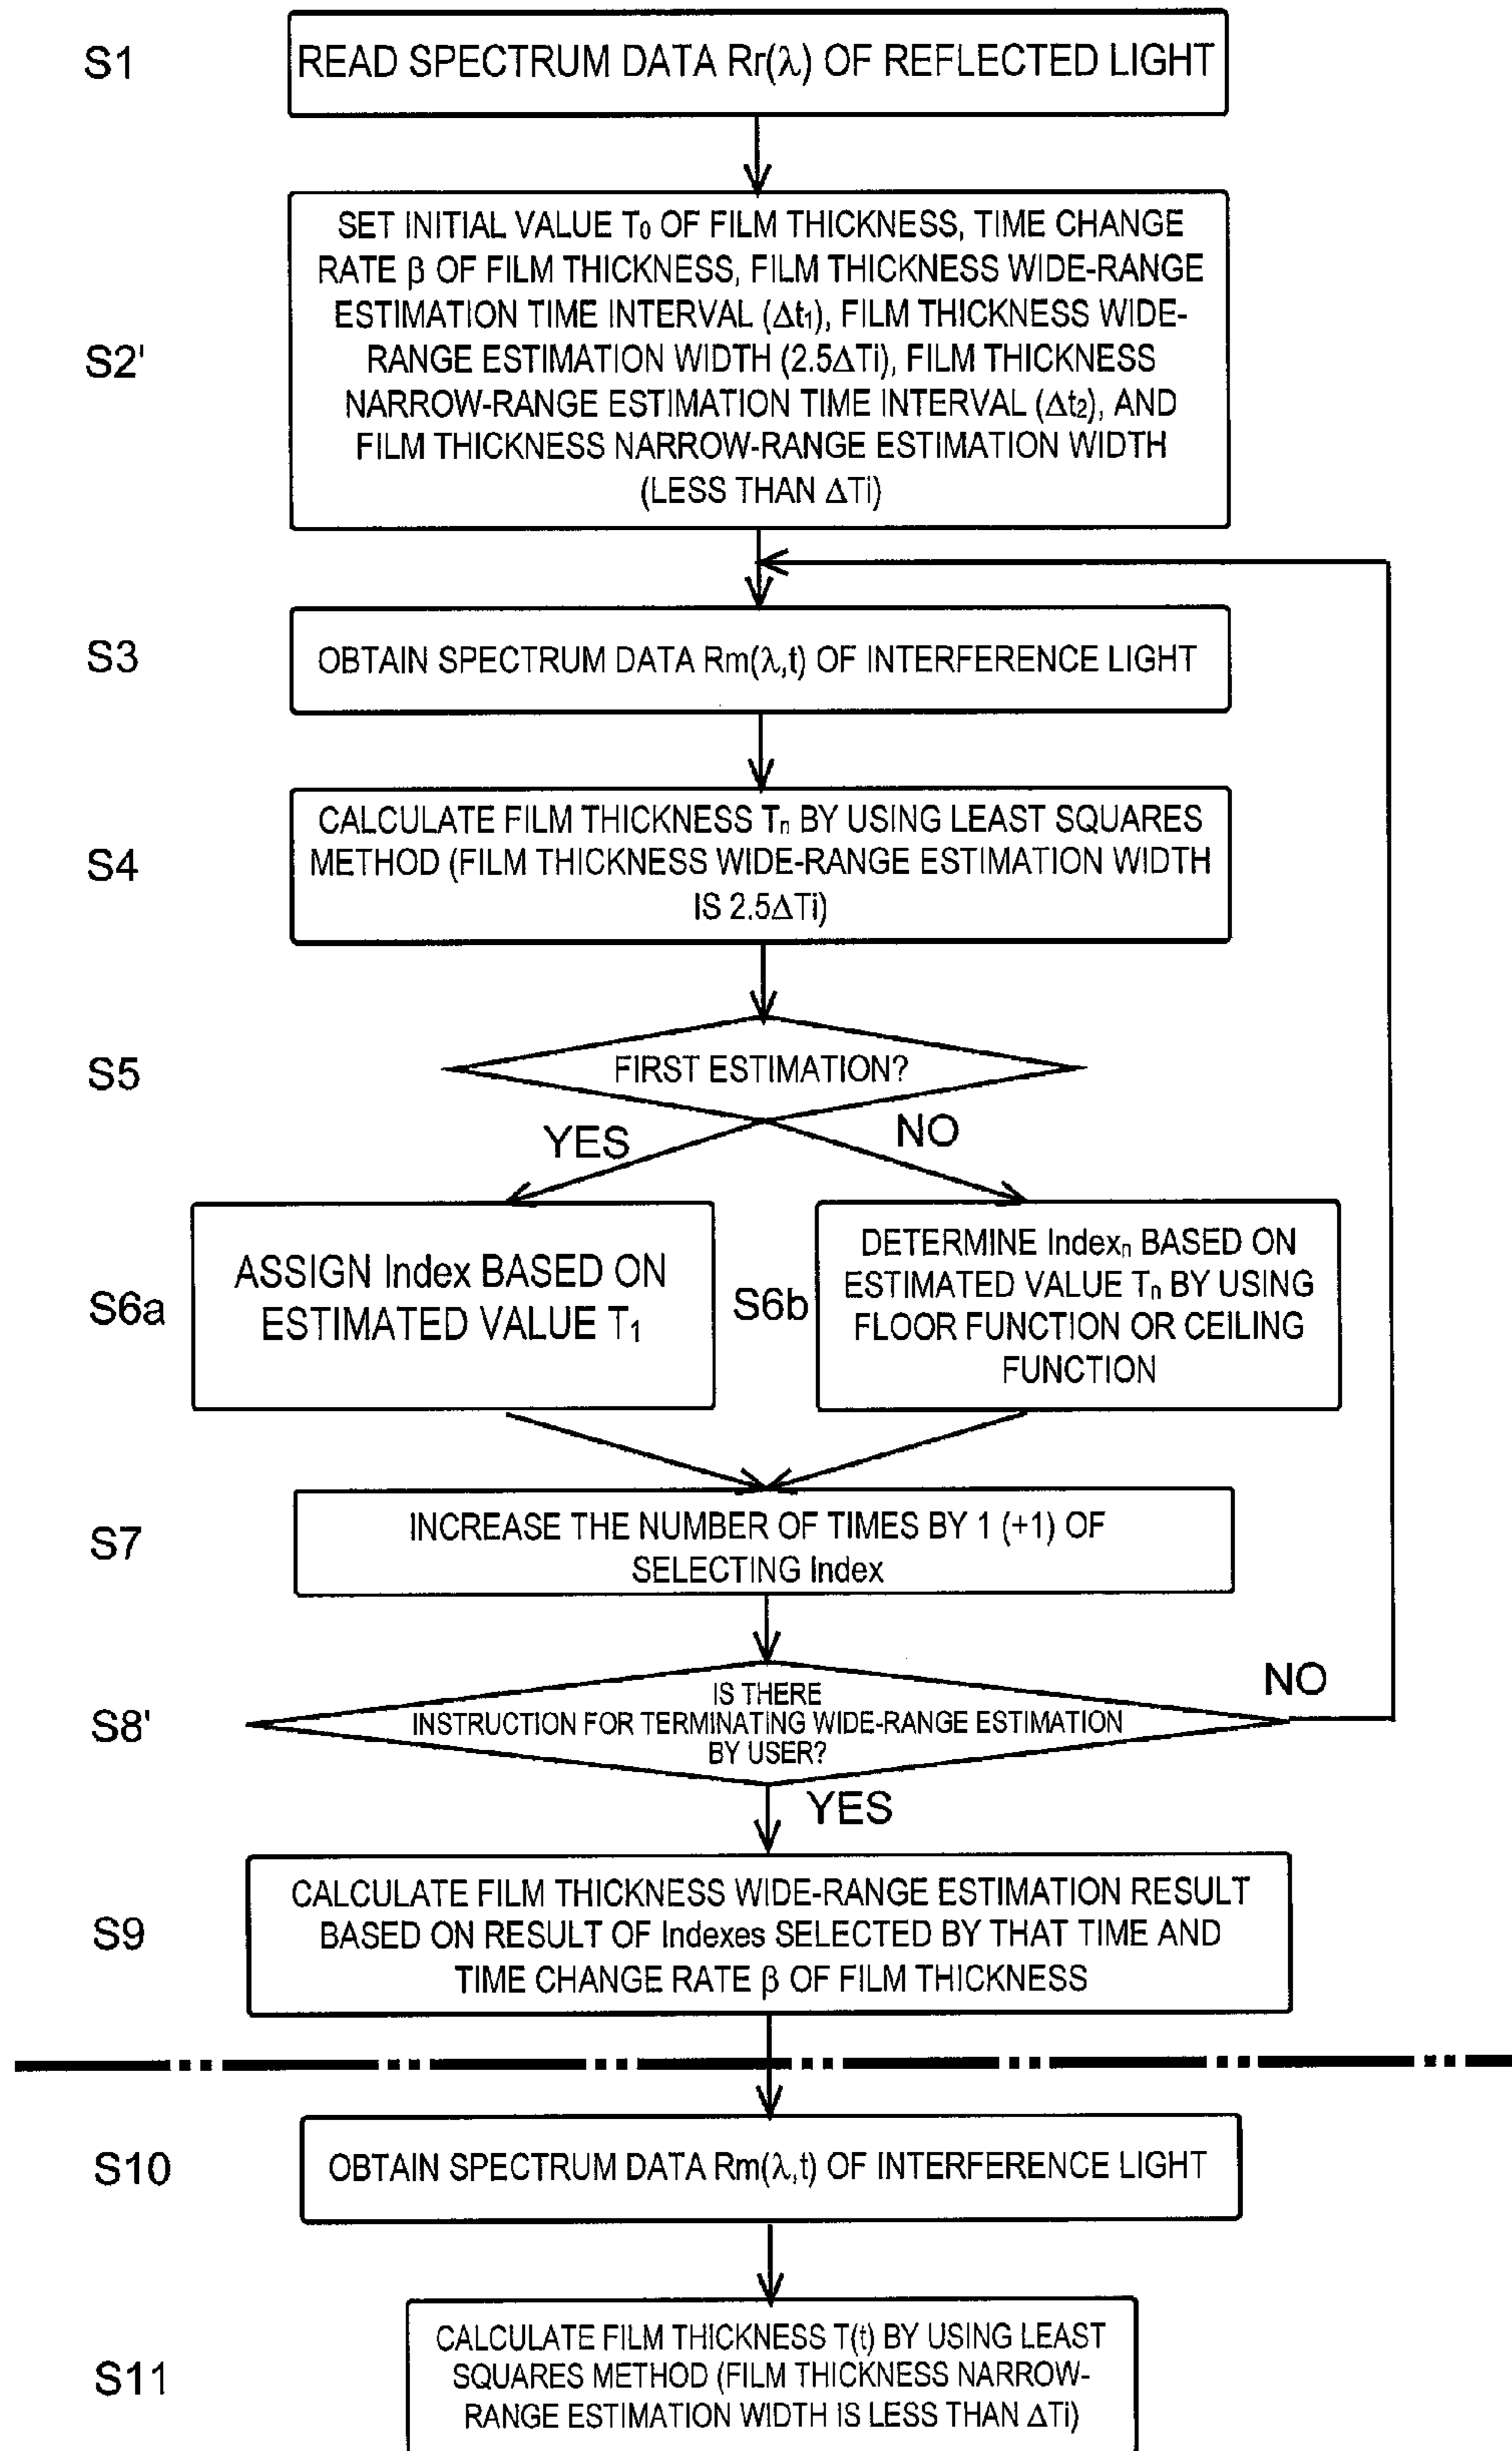 S1
READ SPECTRUM DATA Rr(λ) OF REFLECTED LIGHT
S2'
SET INITIAL VALUE T₀ OF FILM THICKNESS, TIME CHANGE
RATE β OF FILM THICKNESS, FILM THICKNESS WIDE-RANGE
ESTIMATION TIME INTERVAL (Δt₁), FILM THICKNESS WIDE-
RANGE ESTIMATION WIDTH (2.5ΔTi), FILM THICKNESS
NARROW-RANGE ESTIMATION TIME INTERVAL (Δt₂), AND
FILM THICKNESS NARROW-RANGE ESTIMATION WIDTH
(LESS THAN ΔTi)
S3
OBTAIN SPECTRUM DATA Rm(λ,t) OF INTERFERENCE LIGHT
S4
CALCULATE FILM THICKNESS Tₙ BY USING LEAST SQUARES
METHOD (FILM THICKNESS WIDE-RANGE ESTIMATION WIDTH
IS 2.5ΔTi)
S5
FIRST ESTIMATION?
YES
NO
S6a
ASSIGN Index BASED ON
ESTIMATED VALUE T₁
S6b
DETERMINE Indexₙ BASED ON
ESTIMATED VALUE Tₙ BY USING
FLOOR FUNCTION OR CEILING
FUNCTION
S7
INCREASE THE NUMBER OF TIMES BY 1 (+1) OF
SELECTING Index
S8'
IS THERE
INSTRUCTION FOR TERMINATING WIDE-RANGE ESTIMATION
BY USER?
NO
YES
S9
CALCULATE FILM THICKNESS WIDE-RANGE ESTIMATION RESULT
BASED ON RESULT OF Indexes SELECTED BY THAT TIME AND
TIME CHANGE RATE β OF FILM THICKNESS
S10
OBTAIN SPECTRUM DATA Rm(λ,t) OF INTERFERENCE LIGHT
S11
CALCULATE FILM THICKNESS T(t) BY USING LEAST
SQUARES METHOD (FILM THICKNESS NARROW-
RANGE ESTIMATION WIDTH IS LESS THAN ΔTi)